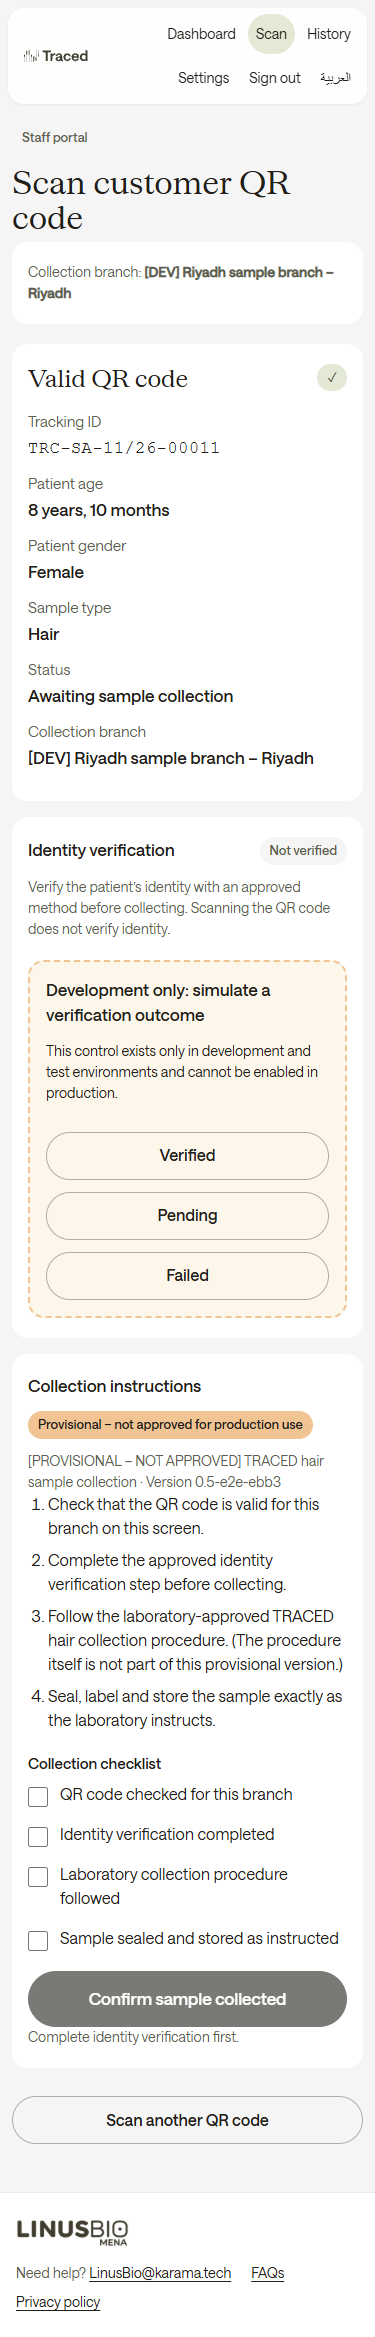 Traced
Dashboard
Scan
History
Settings
Sign out
العربية
Staff portal
Scan customer QR
code
Collection branch: [DEV] Riyadh sample branch –
Riyadh
Valid QR code
✓
Tracking ID
TRC-SA-11/26-00011
Patient age
8 years, 10 months
Patient gender
Female
Sample type
Hair
Status
Awaiting sample collection
Collection branch
[DEV] Riyadh sample branch – Riyadh
Identity verification
Not verified
Verify the patient's identity with an approved
method before collecting. Scanning the QR code
does not verify identity.
Development only: simulate a
verification outcome
This control exists only in development and
test environments and cannot be enabled in
production.
Verified
Pending
Failed
Collection instructions
Provisional – not approved for production use
[PROVISIONAL – NOT APPROVED] TRACED hair
sample collection · Version 0.5-e2e-ebb3
1. Check that the QR code is valid for this
branch on this screen.
2. Complete the approved identity
verification step before collecting.
3. Follow the laboratory-approved TRACED
hair collection procedure. (The procedure
itself is not part of this provisional version.)
4. Seal, label and store the sample exactly as
the laboratory instructs.
Collection checklist
QR code checked for this branch
Identity verification completed
Laboratory collection procedure
followed
Sample sealed and stored as instructed
Confirm sample collected
Complete identity verification first.
Scan another QR code
LINUSBIO
MENA
Need help? LinusBio@karama.tech
FAQs
Privacy policy